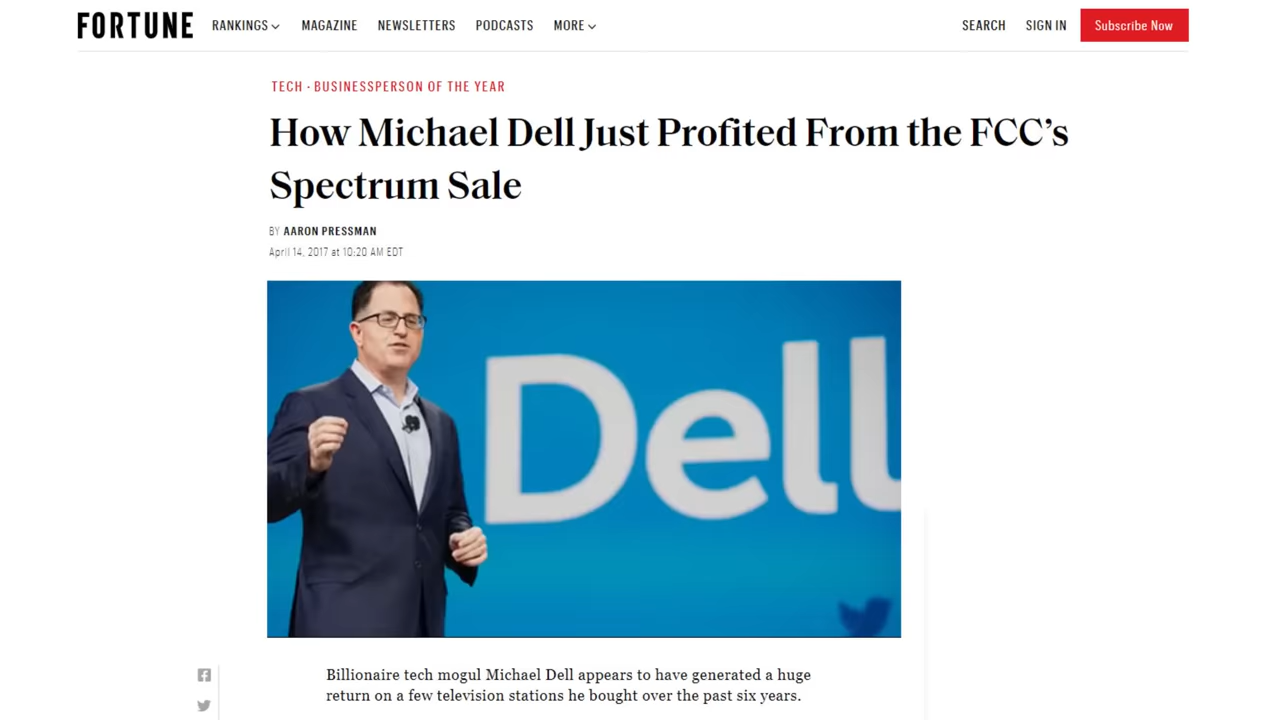 FORTUNE RANKINGS MAGAZINE NEWSLETTERS PODCASTS MORE SEARCH SIGN IN Subscribe Now
TECH · BUSINESSPERSON OF THE YEAR
How Michael Dell Just Profited From the FCC’s
Spectrum Sale
BY AARON PRESSMAN
April 14, 2017 at 10:20 AM EDT
Dell
Billionaire tech mogul Michael Dell appears to have generated a huge
return on a few television stations he bought over the past six years.